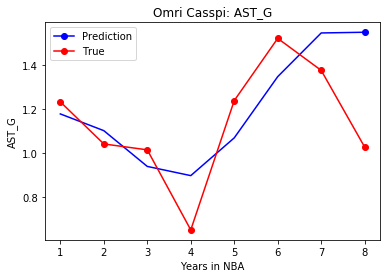 Omri Casspi: AST_G
Prediction
True
1.4
1.2
1.0
0.8
AST_G
1 2 3 4 5 6 7 8
Years in NBA